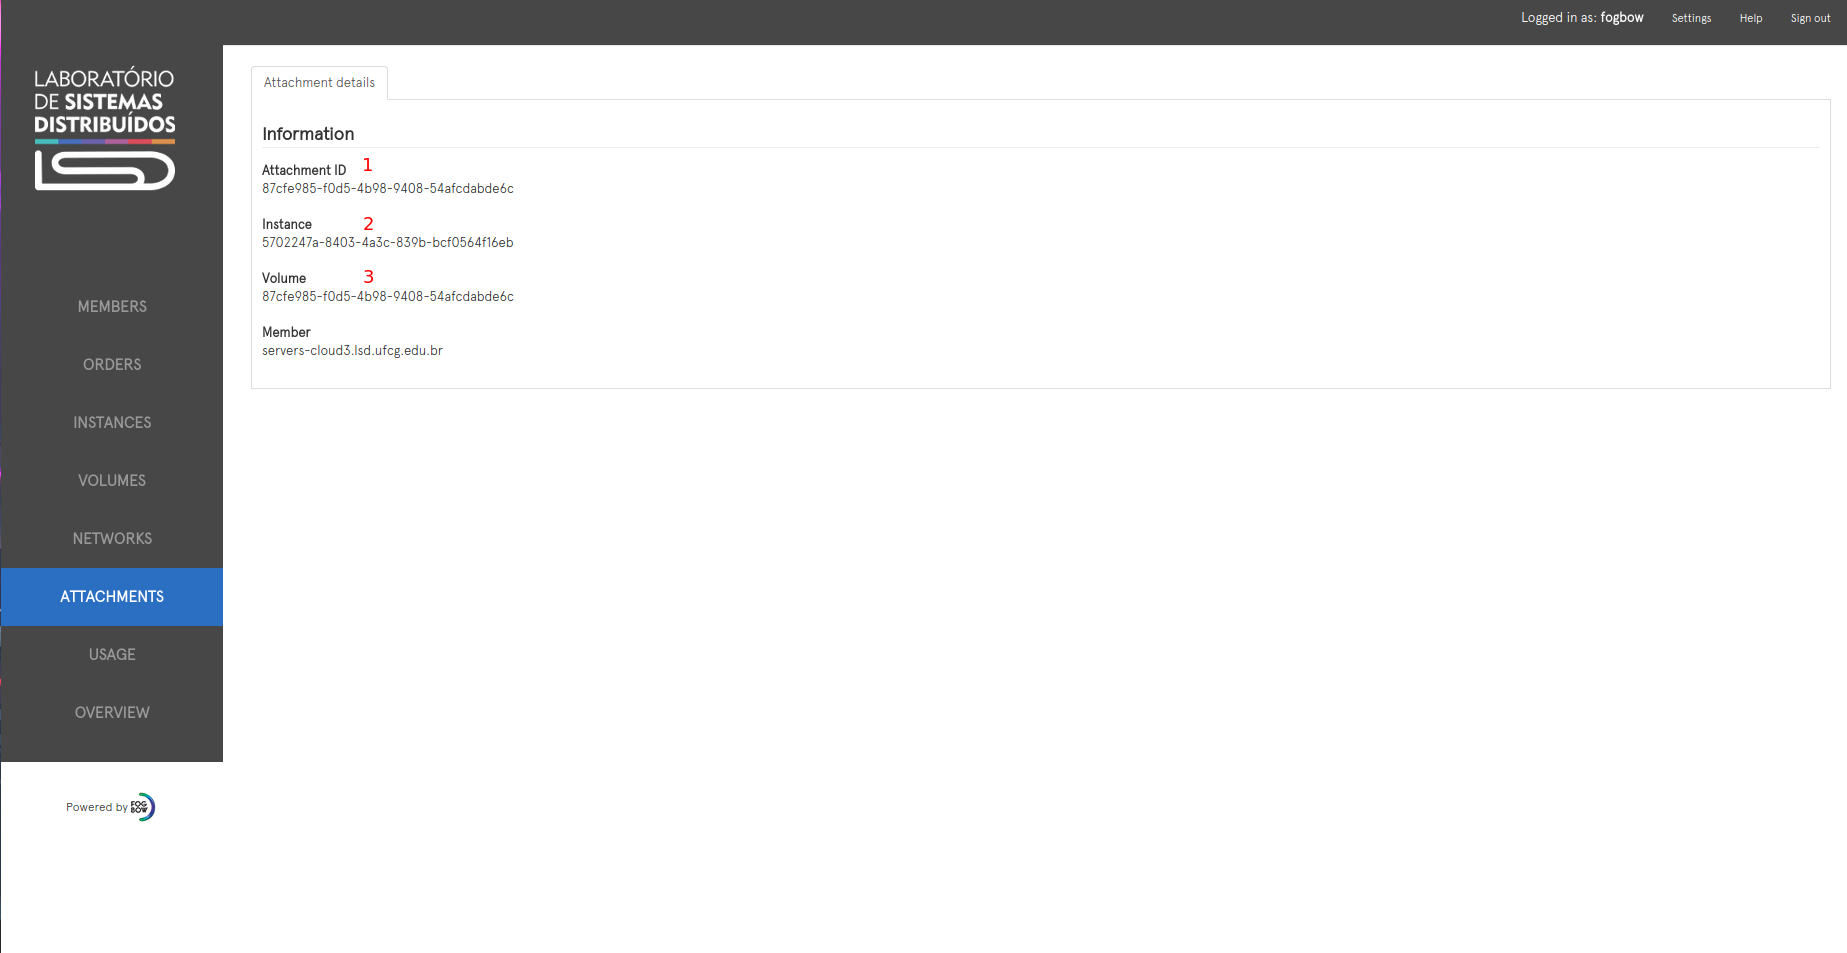 Logged in as: fogbow Settings Help Sign out
LABORATÓRIO
DE SISTEMAS
DISTRIBUÍDOS
MEMBERS
ORDERS
INSTANCES
VOLUMES
NETWORKS
ATTACHMENTS
USAGE
OVERVIEW
Powered by FOG
BOW
Attachment details
Information
Attachment ID 1
87cfe985-f0d5-4b98-9408-54afcdabde6c
Instance 2
5702247a-8403-4a3c-839b-bcf0564f16eb
Volume 3
87cfe985-f0d5-4b98-9408-54afcdabde6c
Member
servers-cloud3.lsd.ufcg.edu.br